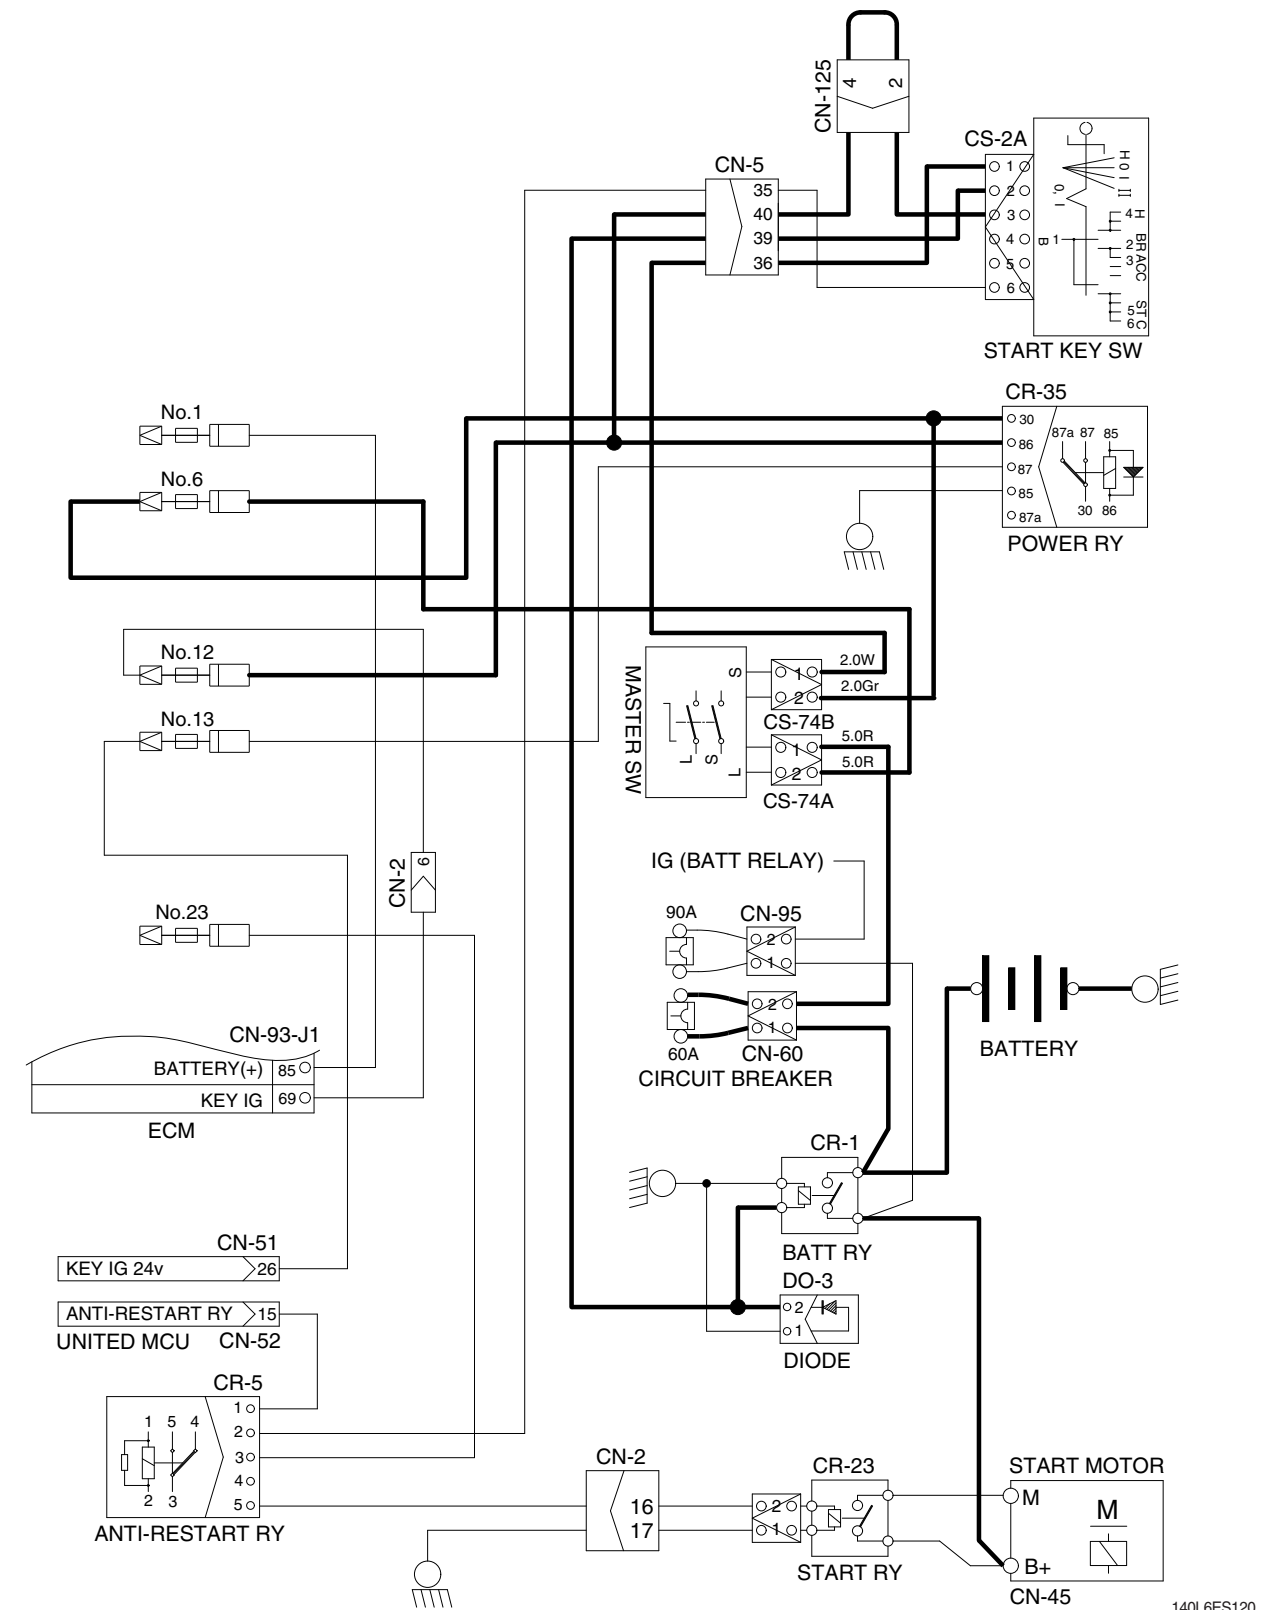 CN-125
4 2
CS-2A
CN-5
35
40
39
36
1
2
3
4
5
6
H 0 I II
0, I
B 1
4 H
2 BR
3 ACC
5 ST
6 C
START KEY SW
CR-35
30
86
87
85
87a
87a 87 85
30 86
POWER RY
No.1
No.6
No.12
No.13
No.23
MASTER SW
S
L
L S
1
2
2.0W
2.0Gr
CS-74B
1
2
5.0R
5.0R
CS-74A
IG (BATT RELAY)
90A
CN-95
2
1
60A
2
1
CN-60
CIRCUIT BREAKER
CN-2
6
BATTERY
CN-93-J1
BATTERY(+) 85
KEY IG 69
ECM
CR-1
BATT RY
DO-3
2
1
DIODE
CN-51
KEY IG 24v 26
ANTI-RESTART RY 15
UNITED MCU CN-52
CR-5
1
2
3
4
5
1 5 4
2 3
ANTI-RESTART RY
CN-2
16
17
2
1
CR-23
START RY
START MOTOR
M
M
B+
CN-45
140L6ES120